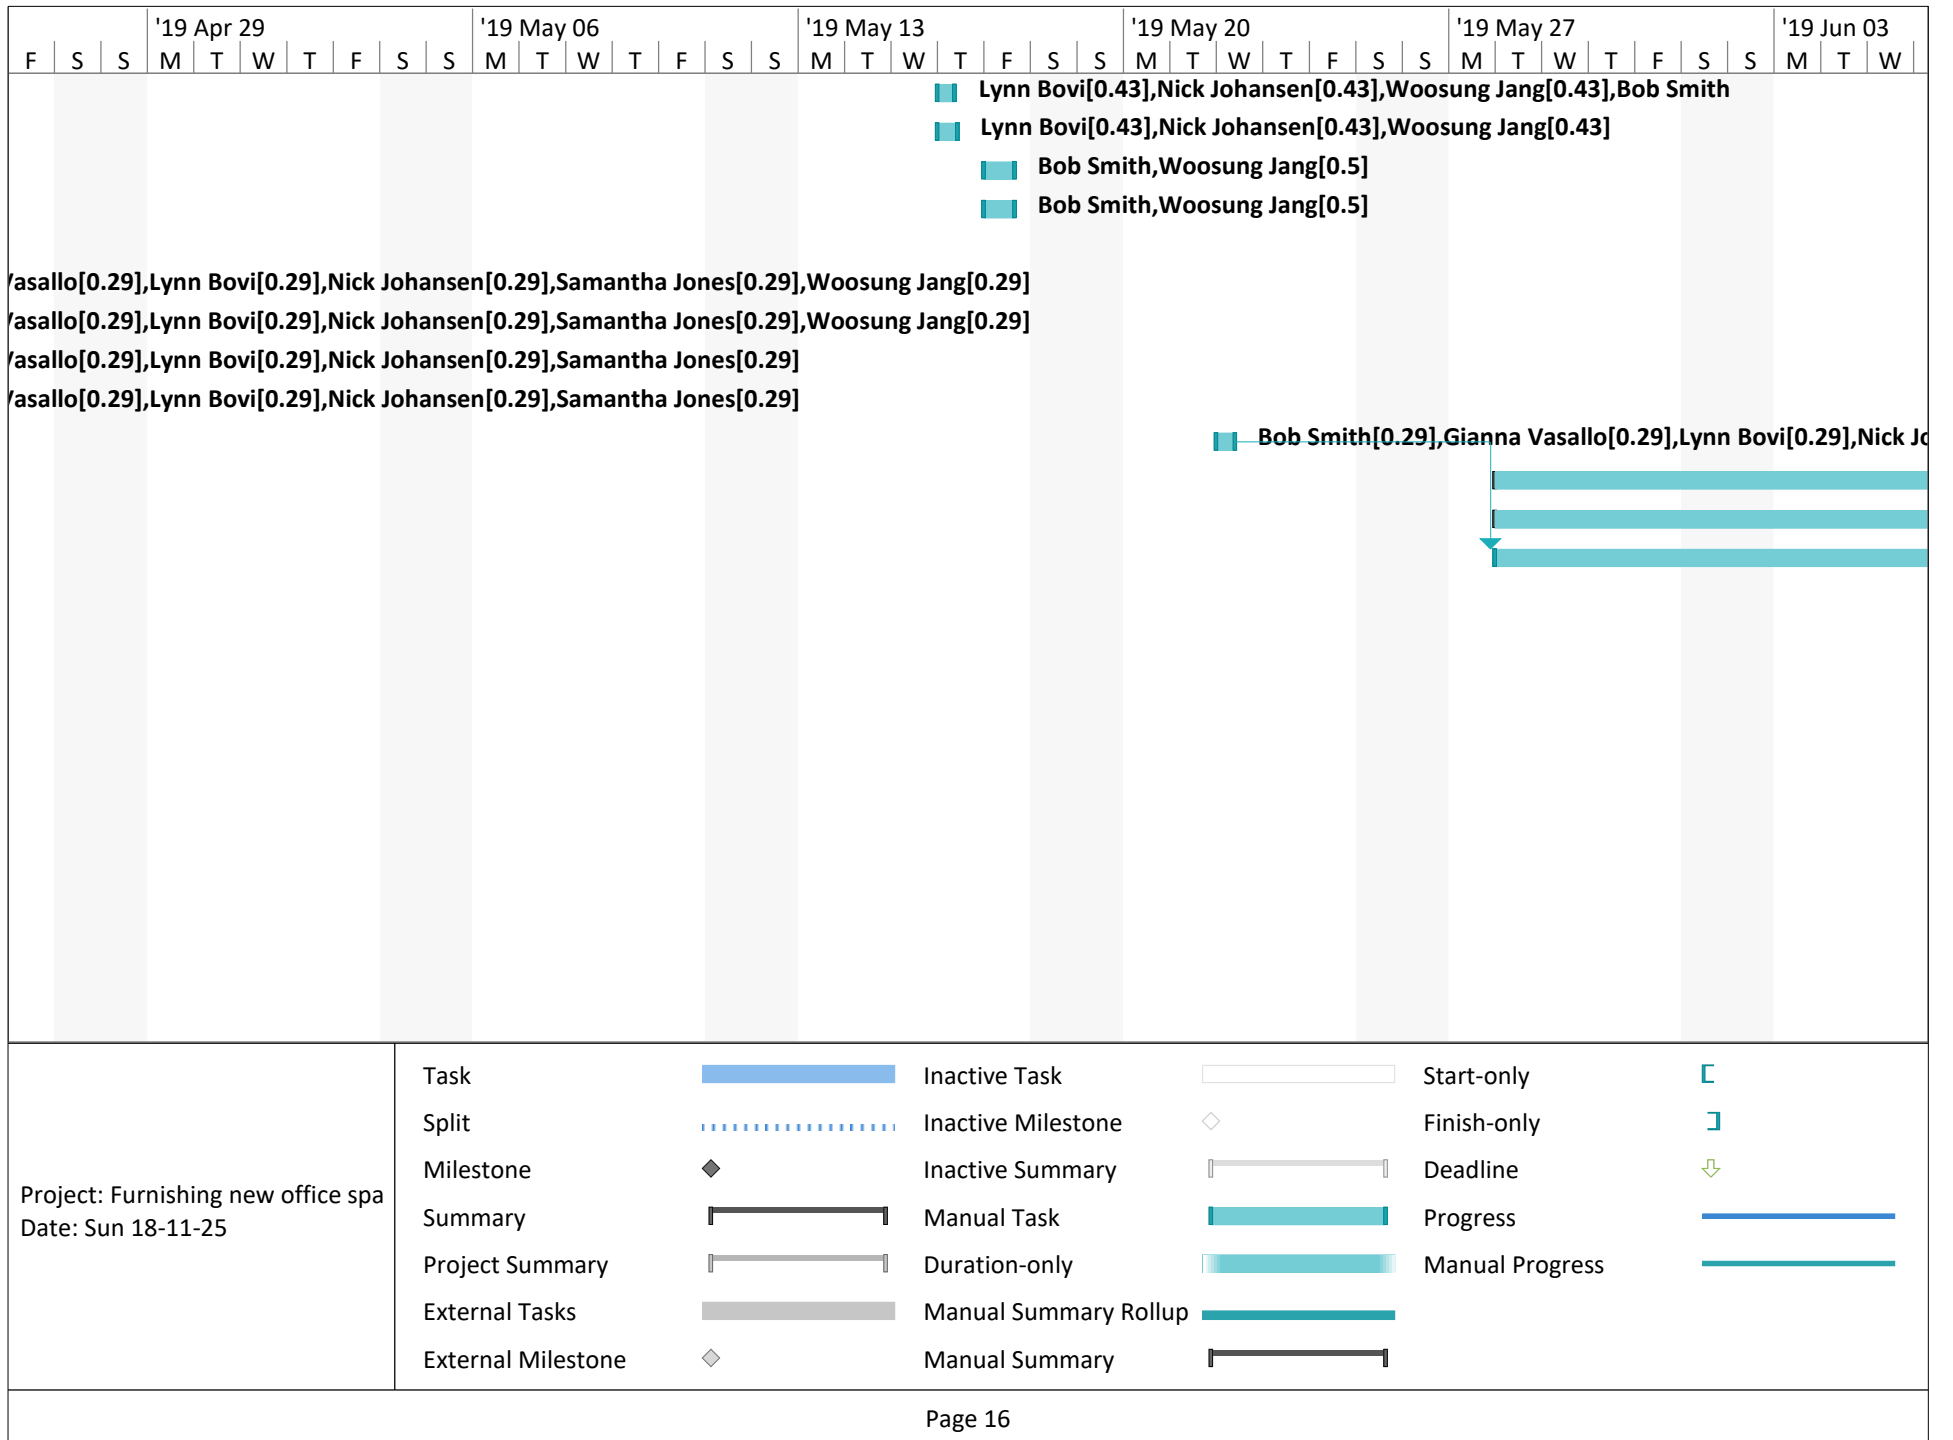 '19 Apr 29 '19 May 06 '19 May 13 '19 May 20 '19 May 27 '19 Jun 03
F S S M T W T F S S M T W T F S S M T W T F S S M T W T F S S M T W T F S S M T W
Lynn Bovi[0.43],Nick Johansen[0.43],Woosung Jang[0.43],Bob Smith
Lynn Bovi[0.43],Nick Johansen[0.43],Woosung Jang[0.43]
Bob Smith,Woosung Jang[0.5]
Bob Smith,Woosung Jang[0.5]
Vasallo[0.29],Lynn Bovi[0.29],Nick Johansen[0.29],Samantha Jones[0.29],Woosung Jang[0.29]
Vasallo[0.29],Lynn Bovi[0.29],Nick Johansen[0.29],Samantha Jones[0.29],Woosung Jang[0.29]
Vasallo[0.29],Lynn Bovi[0.29],Nick Johansen[0.29],Samantha Jones[0.29]
Vasallo[0.29],Lynn Bovi[0.29],Nick Johansen[0.29],Samantha Jones[0.29]
Bob Smith[0.29],Gianna Vasallo[0.29],Lynn Bovi[0.29],Nick Jo
Project: Furnishing new office spa
Date: Sun 18-11-25
Task
Split
Milestone
Summary
Project Summary
External Tasks
External Milestone
Inactive Task
Inactive Milestone
Inactive Summary
Manual Task
Duration-only
Manual Summary Rollup
Manual Summary
Start-only
Finish-only
Deadline
Progress
Manual Progress
Page 16